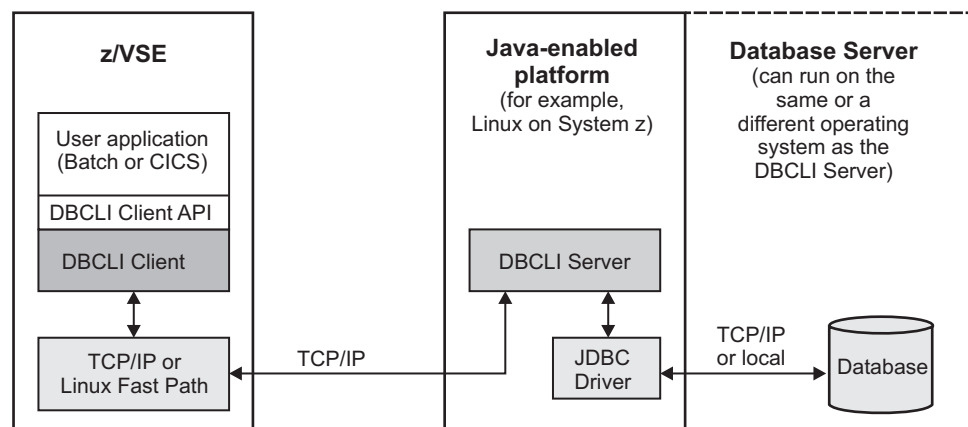 z/VSE
User application
(Batch or CICS)
DBCLI Client API
DBCLI Client
TCP/IP or
Linux Fast Path
TCP/IP
Java-enabled
platform
(for example,
Linux on System z)
DBCLI Server
JDBC
Driver
TCP/IP
or local
Database Server
(can run on the
same or a
different operating
system as the
DBCLI Server)
Database